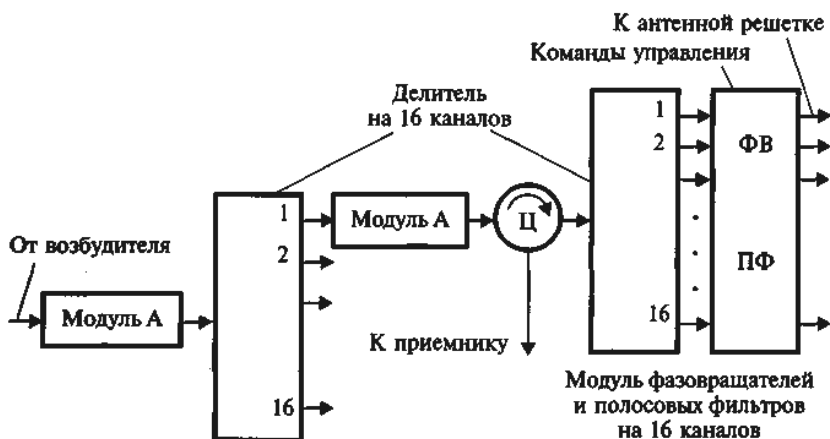 К антенной решетке
Команды управления
Делитель
на 16 каналов
1
2
ФВ
1
Модуль А
Ц
От возбудителя
2
ПФ
Модуль А
16
К приемнику
16
Модуль фазовращателей
и полосовых фильтров
на 16 каналов